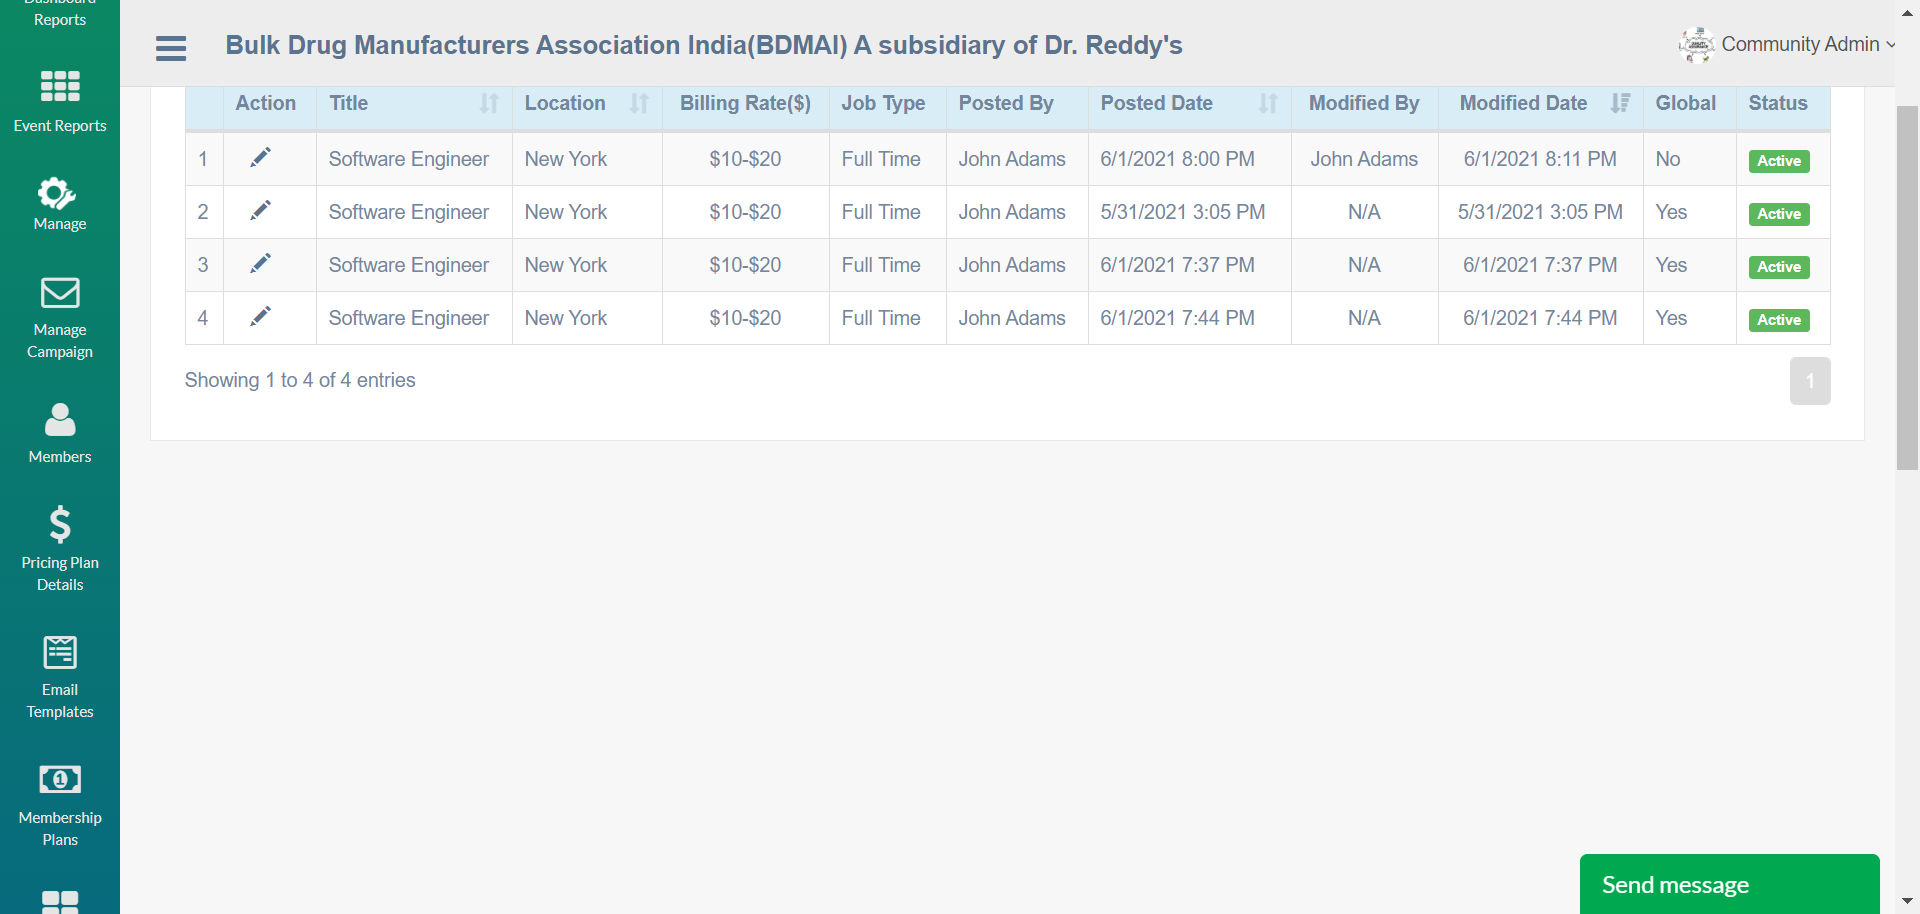 Reports
Event Reports
Manage
Manage
Campaign
Members
Pricing Plan
Details
Email
Templates
Membership
Plans
Bulk Drug Manufacturers Association India(BDMAI) A subsidiary of Dr. Reddy's
Community Admin
Action Title Location Billing Rate($) Job Type Posted By Posted Date Modified By Modified Date Global Status
1 Software Engineer New York $10-$20 Full Time John Adams 6/1/2021 8:00 PM John Adams 6/1/2021 8:11 PM No Active
2 Software Engineer New York $10-$20 Full Time John Adams 5/31/2021 3:05 PM N/A 5/31/2021 3:05 PM Yes Active
3 Software Engineer New York $10-$20 Full Time John Adams 6/1/2021 7:37 PM N/A 6/1/2021 7:37 PM Yes Active
4 Software Engineer New York $10-$20 Full Time John Adams 6/1/2021 7:44 PM N/A 6/1/2021 7:44 PM Yes Active
Showing 1 to 4 of 4 entries
1
Send message